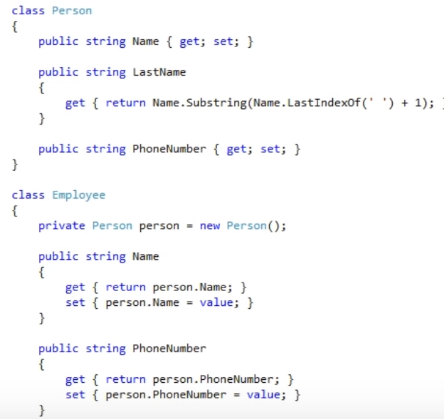 class Person
{
public string Name { get; set; }
public string LastName
{
get { return Name.Substring(Name.LastIndexOf(' ') + 1); }
}
public string PhoneNumber { get; set; }
}
class Employee
{
private Person person = new Person();
public string Name
{
get { return person.Name; }
set { person.Name = value; }
}
public string PhoneNumber
{
get { return person.PhoneNumber; }
set { person.PhoneNumber = value; }
}